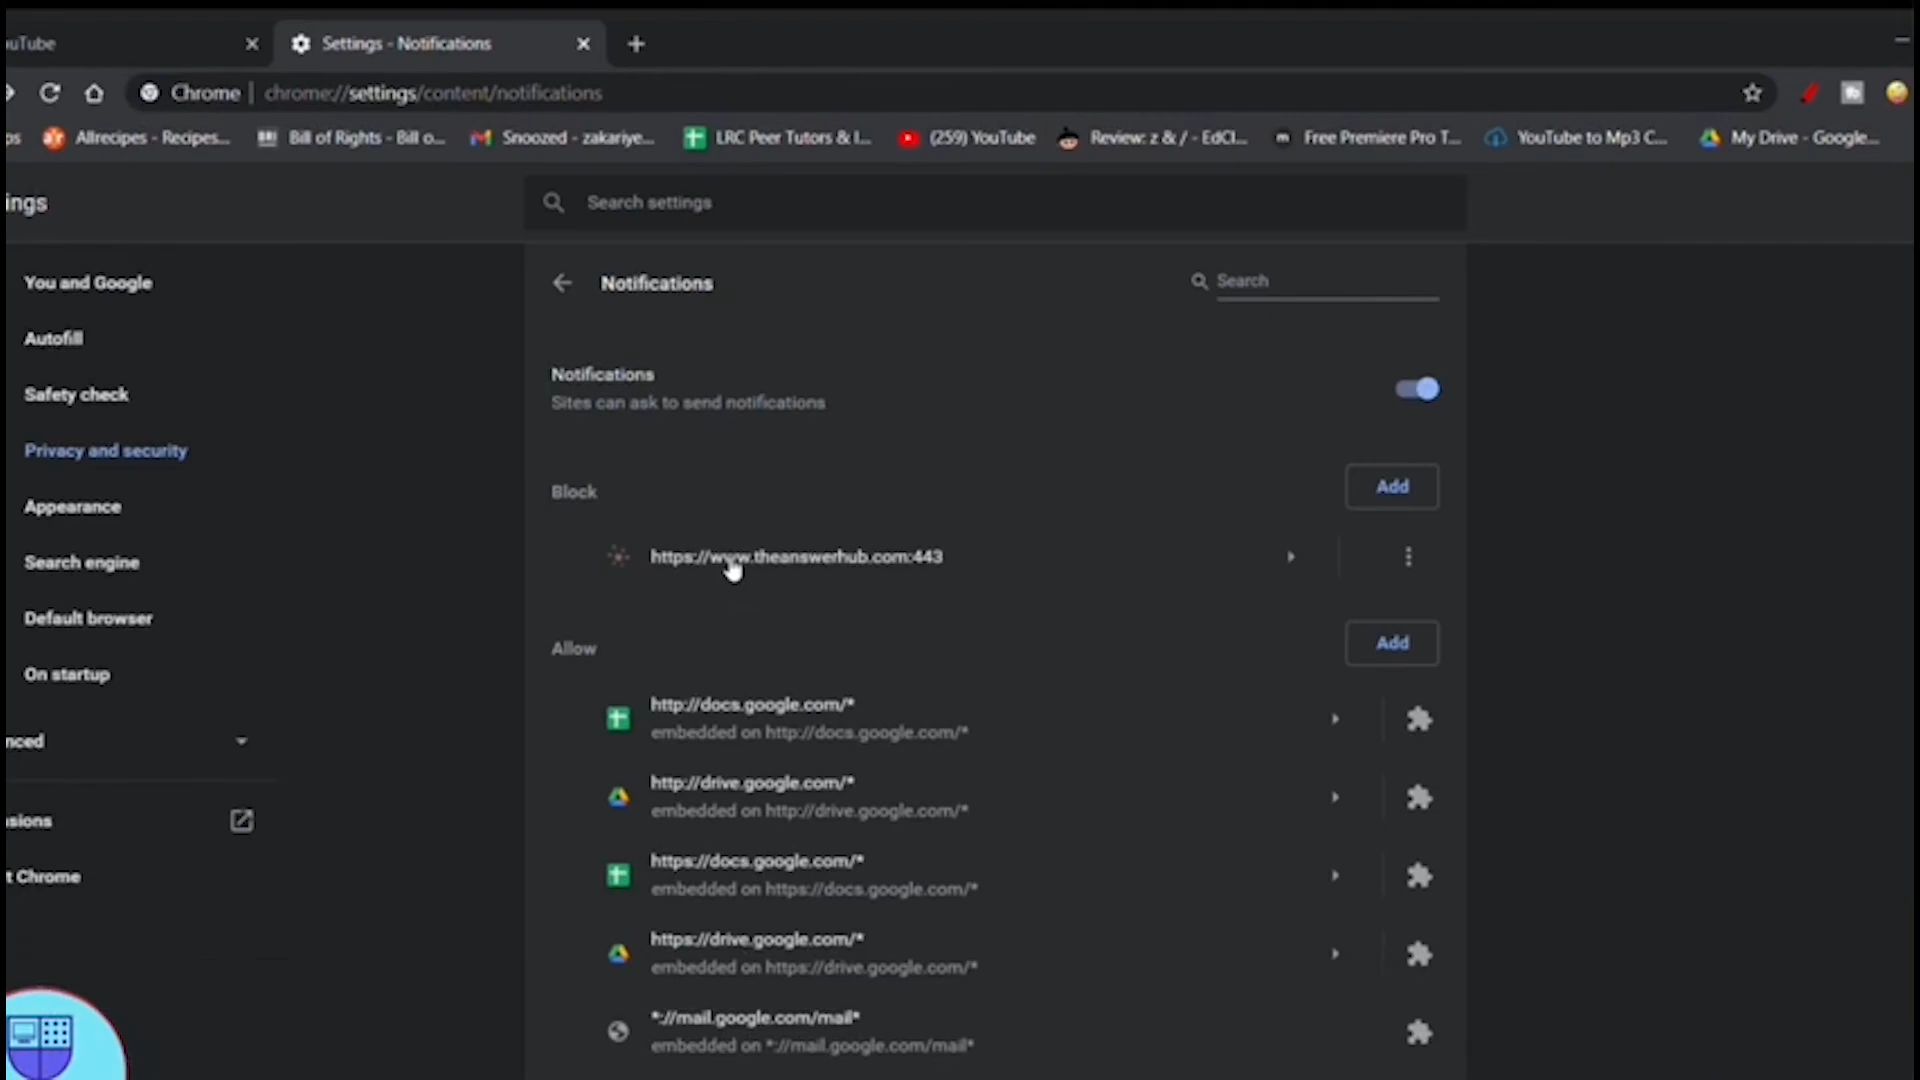 uTube
Settings - Notifications
Chrome | chrome://settings/content/notifications
ps
Allrecipes - Recipes...
Bill of Rights - Bill o...
Snoozed - zakariye...
LRC Peer Tutors & I...
(259) YouTube
Review: z & / - EdCl...
Free Premiere Pro T...
YouTube to Mp3 C...
My Drive - Google...
ings
Search settings
You and Google
Autofill
Safety check
Privacy and security
Appearance
Search engine
Default browser
On startup
nced
sions
t Chrome
Notifications
Search
Notifications
Sites can ask to send notifications
Block
Add
https://www.theanswerhub.com:443
Allow
Add
http://docs.google.com/*
embedded on http://docs.google.com/*
http://drive.google.com/*
embedded on http://drive.google.com/*
https://docs.google.com/*
embedded on https://docs.google.com/*
https://drive.google.com/*
embedded on https://drive.google.com/*
*://mail.google.com/mail*
embedded on *://mail.google.com/mail*